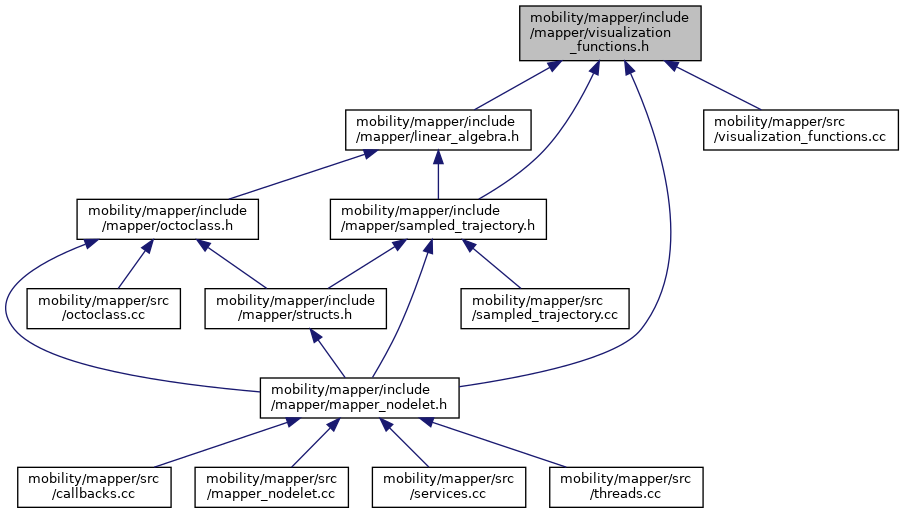 mobility/mapper/include
/mapper/visualization
_functions.h
mobility/mapper/include
/mapper/linear_algebra.h
mobility/mapper/src
/visualization_functions.cc
mobility/mapper/include
/mapper/octoclass.h
mobility/mapper/include
/mapper/sampled_trajectory.h
mobility/mapper/src
/octoclass.cc
mobility/mapper/include
/mapper/structs.h
mobility/mapper/src
/sampled_trajectory.cc
mobility/mapper/include
/mapper/mapper_nodelet.h
mobility/mapper/src
/callbacks.cc
mobility/mapper/src
/mapper_nodelet.cc
mobility/mapper/src
/services.cc
mobility/mapper/src
/threads.cc